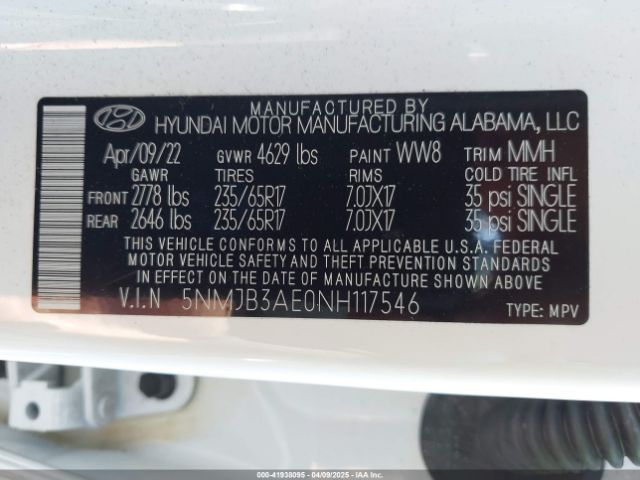 MANUFACTURED BY
HYUNDAI MOTOR MANUFACTURING ALABAMA, LLC
Apr/09/22 GVWR 4629 lbs PAINT WW8 TRIM MMH
GAWR TIRES RIMS COLD TIRE INFL
FRONT 2778 lbs 235/65R17 7.0JX17 35 psi SINGLE
REAR 2646 lbs 235/65R17 7.0JX17 35 psi SINGLE
THIS VEHICLE CONFORMS TO ALL APPLICABLE U.S.A. FEDERAL
MOTOR VEHICLE SAFETY AND THEFT PREVENTION STANDARDS
IN EFFECT ON THE DATE OF MANUFACTURE SHOWN ABOVE.
V.I.N 5NMJB3AE0NH117546 TYPE: MPV
000-41938095 - 04/09/2025 - IAAI.COM